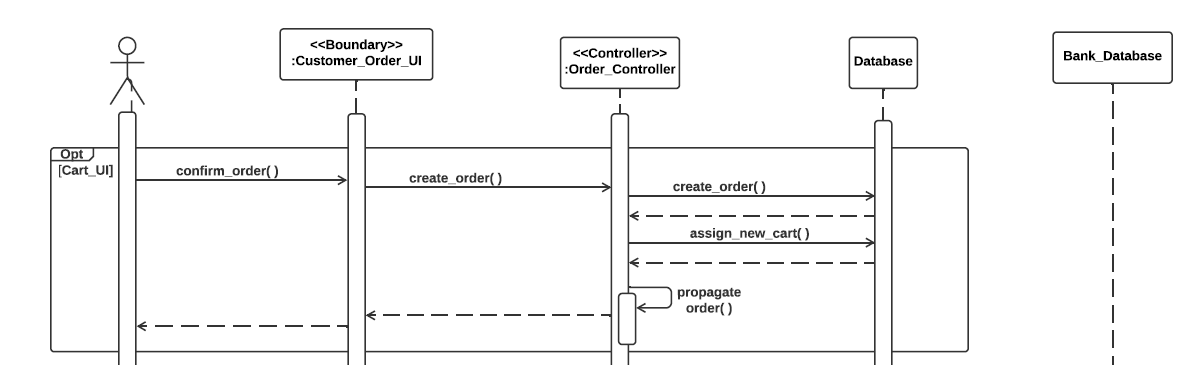 <<Boundary>>
:Customer_Order_UI
<<Controller>>
:Order_Controller
Database
Bank_Database
Opt
[Cart_UI]
confirm_order( )
create_order( )
create_order( )
assign_new_cart( )
propagate
order( )